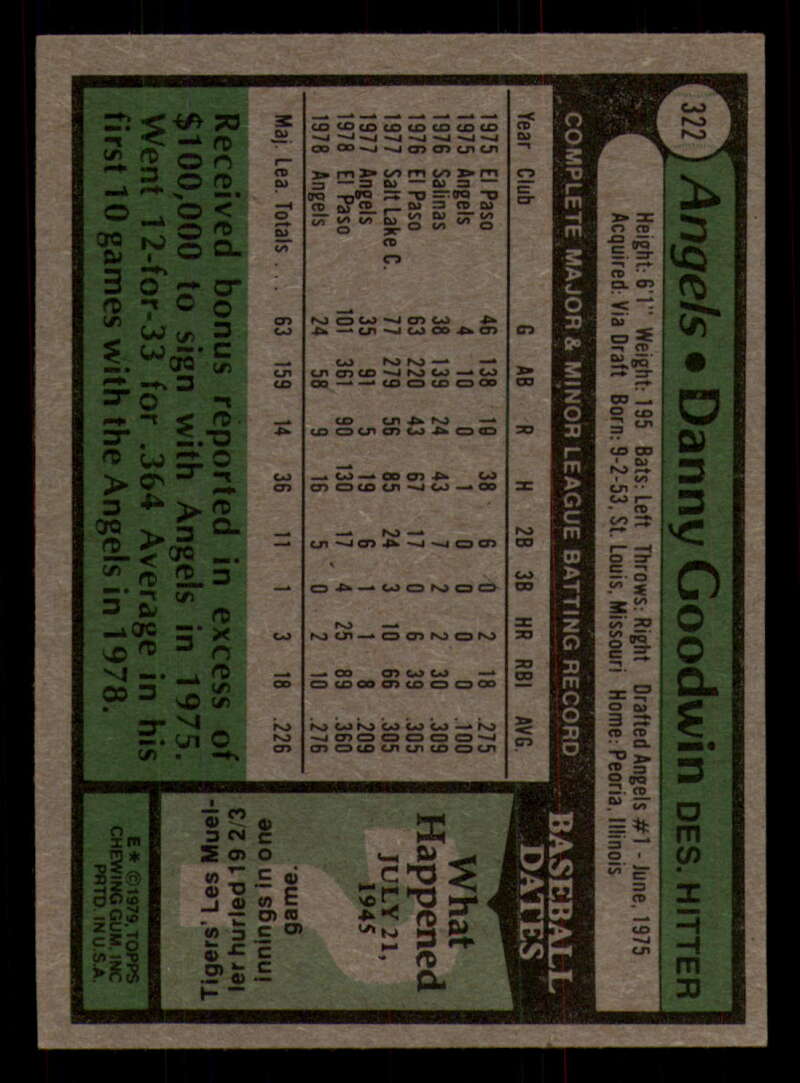 322
Angels • Danny Goodwin DES. HITTER
Height: 6'1" Weight: 195 Bats: Left Throws: Right Drafted Angels #1 - June, 1975
Acquired: Via Draft Born: 9-2-53, St. Louis, Missouri Home: Peoria, Illinois
COMPLETE MAJOR & MINOR LEAGUE BATTING RECORD
Year Club G AB R H 2B 3B HR RBI AVG.
1975 El Paso 46 138 19 38 6 0 2 18 .275
1975 Angels 4 10 0 1 0 0 0 0 .100
1976 Salinas 38 139 24 43 7 2 2 30 .309
1976 El Paso 63 220 43 67 17 0 6 39 .305
1977 Salt Lake C. 77 279 56 85 24 3 10 66 .305
1977 Angels 35 91 5 19 6 1 1 8 .209
1978 El Paso 101 361 90 130 17 4 25 89 .360
1978 Angels 24 58 9 16 5 0 2 10 .276
Maj. Lea. Totals . . . 63 159 14 36 11 1 3 18 .226
Received bonus reported in excess of
$100,000 to sign with Angels in 1975.
Went 12-for-33 for .364 Average in his
first 10 games with the Angels in 1978.
BASEBALL
DATES
What
Happened
JULY 21,
1945
?
Tigers' Les Muel-
ler hurled 19 2/3
innings in one
game.
E* ©1979 TOPPS
CHEWING GUM, INC
PRTD. IN U.S.A.